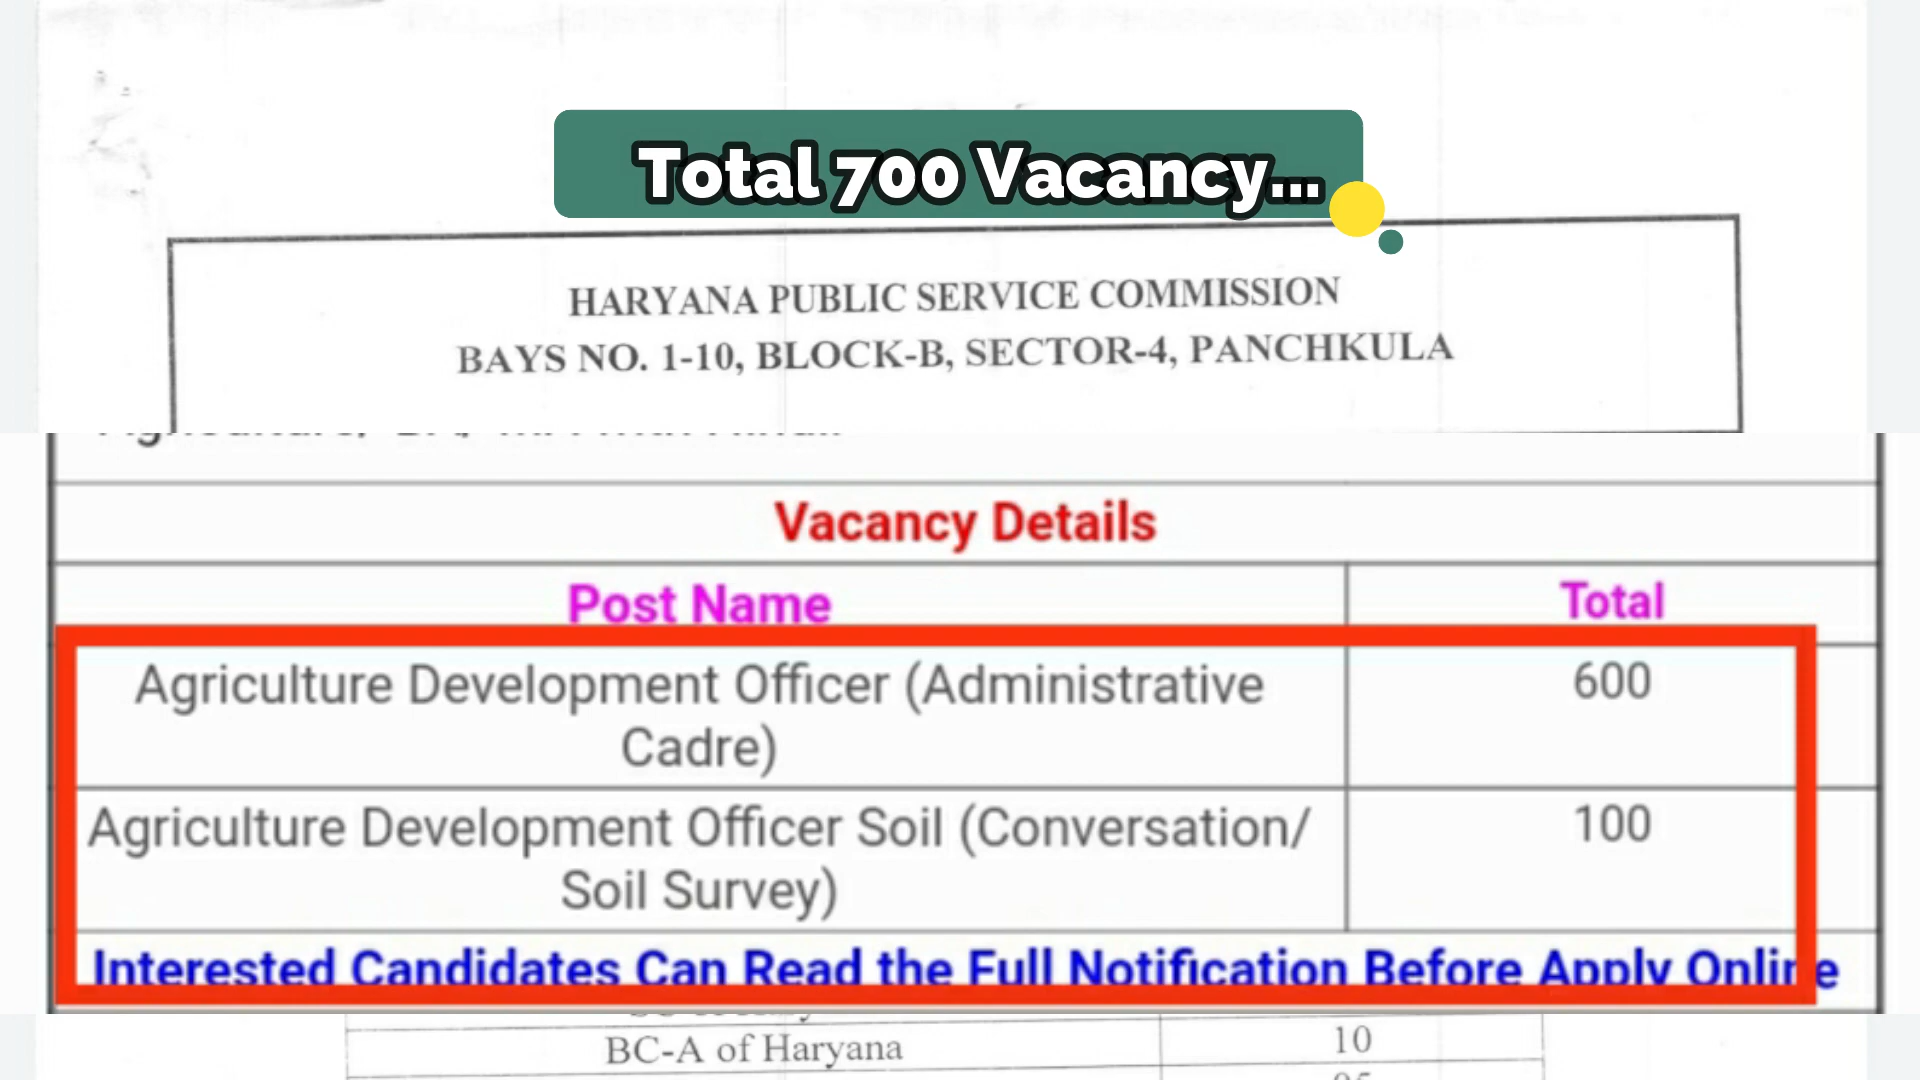 Total 700 Vacancy...
HARYANA PUBLIC SERVICE COMMISSION
BAYS NO. 1-10, BLOCK-B, SECTOR-4, PANCHKULA
Vacancy Details
Post Name
Total
Agriculture Development Officer (Administrative
Cadre)
600
Agriculture Development Officer Soil (Conversation/
Soil Survey)
100
Interested Candidates Can Read the Full Notification Before Apply Online
BC-A of Haryana
10